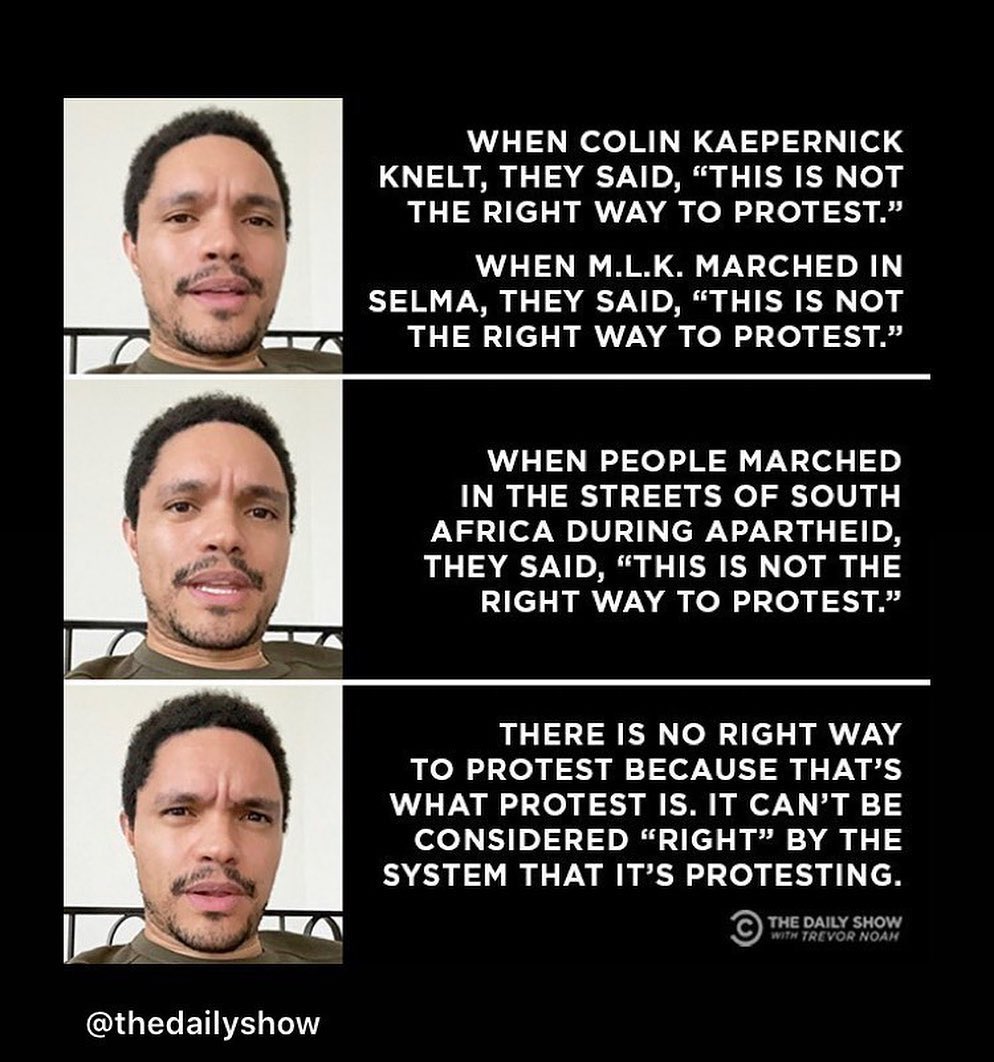 WHEN COLIN KAEPERNICK
KNELT, THEY SAID, “THIS IS NOT
THE RIGHT WAY TO PROTEST.”
WHEN M.L.K. MARCHED IN
SELMA, THEY SAID, “THIS IS NOT
THE RIGHT WAY TO PROTEST.”
WHEN PEOPLE MARCHED
IN THE STREETS OF SOUTH
AFRICA DURING APARTHEID,
THEY SAID, “THIS IS NOT THE
RIGHT WAY TO PROTEST.”
THERE IS NO RIGHT WAY
TO PROTEST BECAUSE THAT’S
WHAT PROTEST IS. IT CAN’T BE
CONSIDERED “RIGHT” BY THE
SYSTEM THAT IT’S PROTESTING.
THE DAILY SHOW
WITH TREVOR NOAH
@thedailyshow